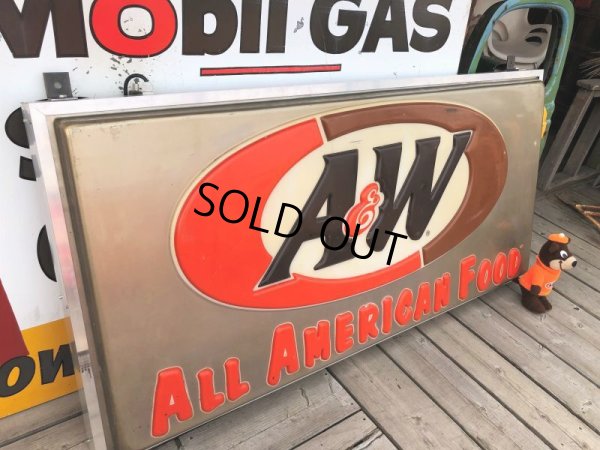 Mobil GAS
A&W
®
SOLD OUT
ALL AMERICAN FOOD